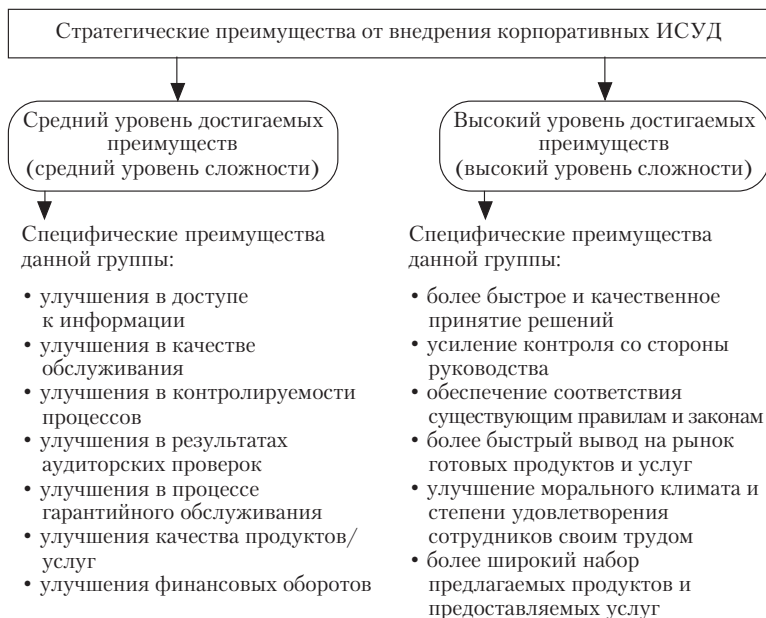 Стратегические преимущества от внедрения корпоративных ИСУД
Средний уровень достигаемых
преимуществ
(средний уровень сложности)
Специфические преимущества
данной группы:
• улучшения в доступе
к информации
• улучшения в качестве
обслуживания
• улучшения в контролируемости
процессов
• улучшения в результатах
аудиторских проверок
• улучшения в процессе
гарантийного обслуживания
• улучшения качества продуктов/
услуг
• улучшения финансовых оборотов
Высокий уровень достигаемых
преимуществ
(высокий уровень сложности)
Специфические преимущества
данной группы:
• более быстрое и качественное
принятие решений
• усиление контроля со стороны
руководства
• обеспечение соответствия
существующим правилам и законам
• более быстрый вывод на рынок
готовых продуктов и услуг
• улучшение морального климата и
степени удовлетворения
сотрудников своим трудом
• более широкий набор
предлагаемых продуктов и
предоставляемых услуг